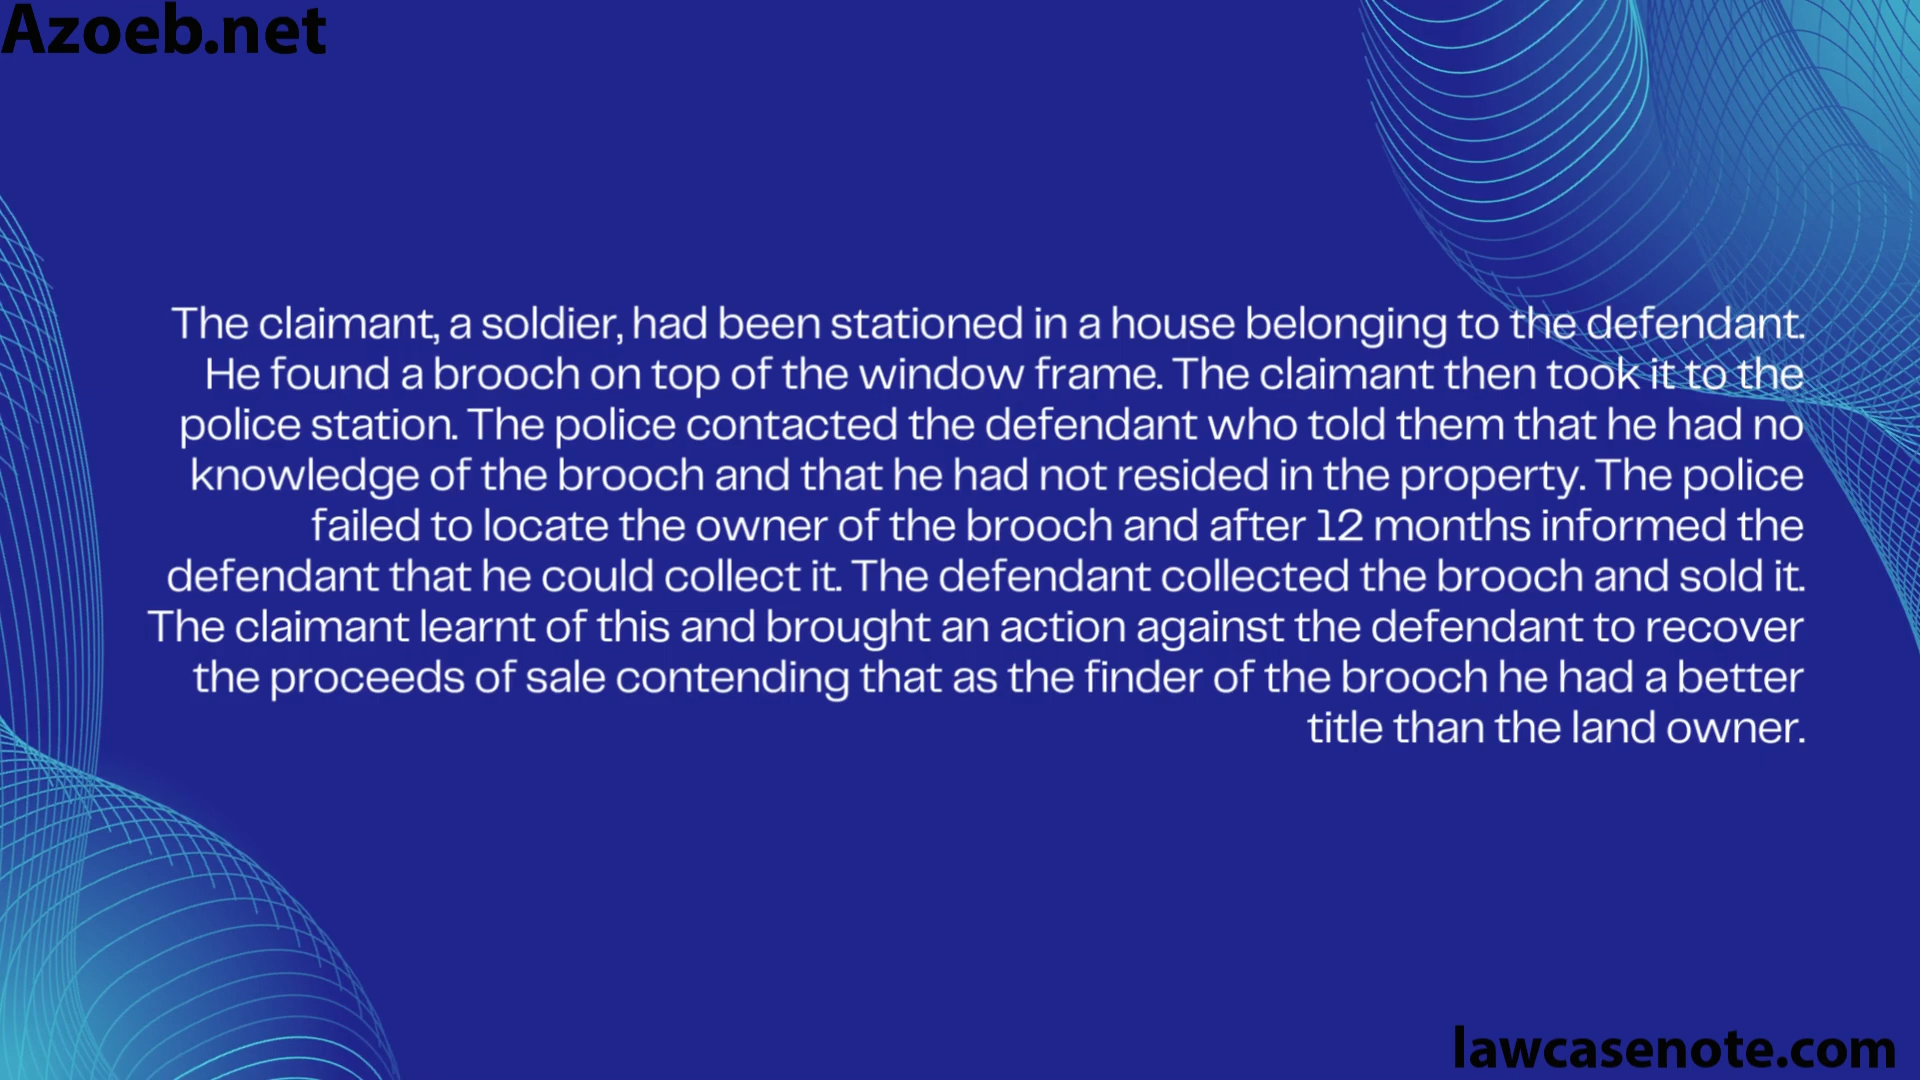 Azoeb.net
The claimant, a soldier, had been stationed in a house belonging to the defendant.
He found a brooch on top of the window frame. The claimant then took it to the
police station. The police contacted the defendant who told them that he had no
knowledge of the brooch and that he had not resided in the property. The police
failed to locate the owner of the brooch and after 12 months informed the
defendant that he could collect it. The defendant collected the brooch and sold it.
The claimant learnt of this and brought an action against the defendant to recover
the proceeds of sale contending that as the finder of the brooch he had a better
title than the land owner.
lawcasenote.com